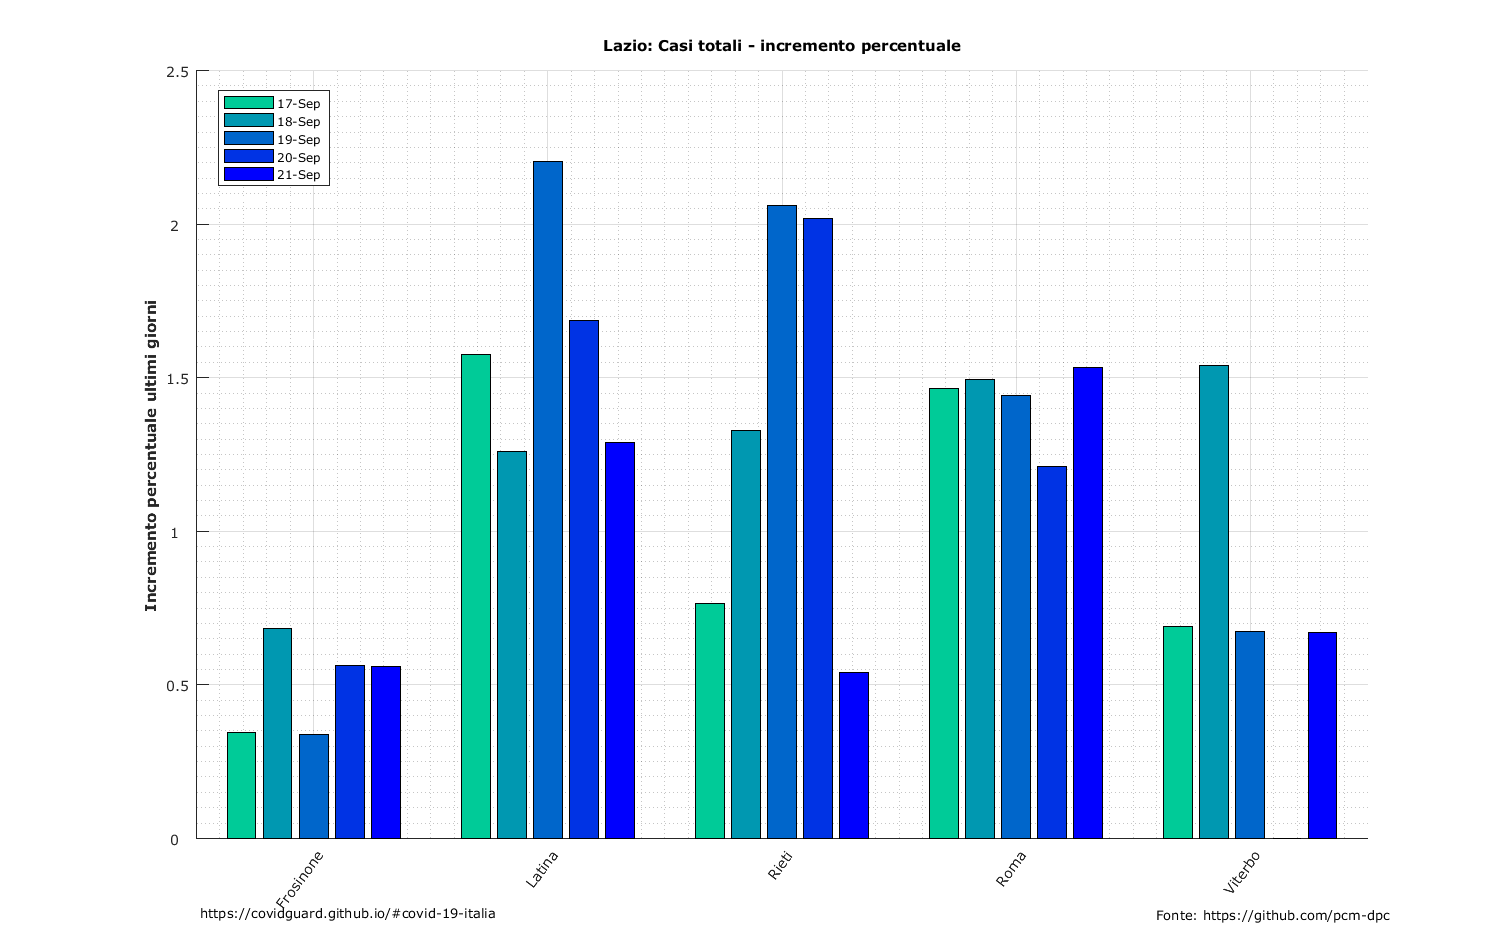 Lazio: Casi totali - incremento percentuale
2.5
17-Sep
18-Sep
19-Sep
20-Sep
21-Sep
2
1.5
1
0.5
0
Incremento percentuale ultimi giorni
Frosinone
Latina
Rieti
Roma
Viterbo
https://covidguard.github.io/#covid-19-italia
Fonte: https://github.com/pcm-dpc